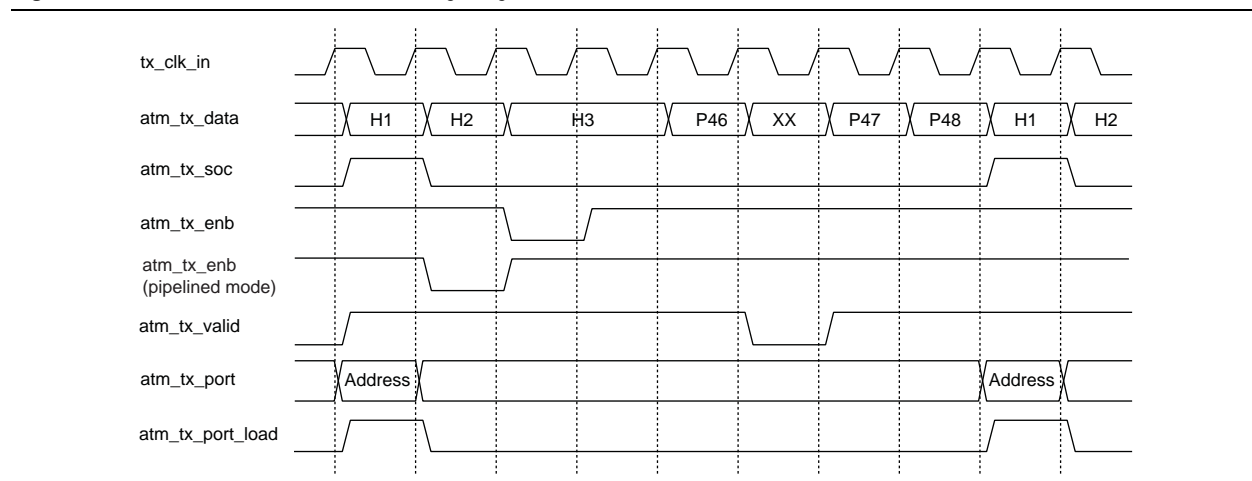 tx_clk_in
atm_tx_data H1 H2 H3 P46 XX P47 P48 H1 H2
atm_tx_soc
atm_tx_enb
atm_tx_enb
(pipelined mode)
atm_tx_valid
atm_tx_port Address Address
atm_tx_port_load